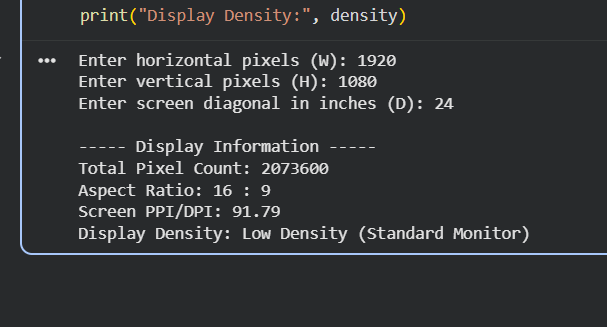 print("Display Density:", density)
Enter horizontal pixels (W): 1920
Enter vertical pixels (H): 1080
Enter screen diagonal in inches (D): 24
----- Display Information -----
Total Pixel Count: 2073600
Aspect Ratio: 16 : 9
Screen PPI/DPI: 91.79
Display Density: Low Density (Standard Monitor)